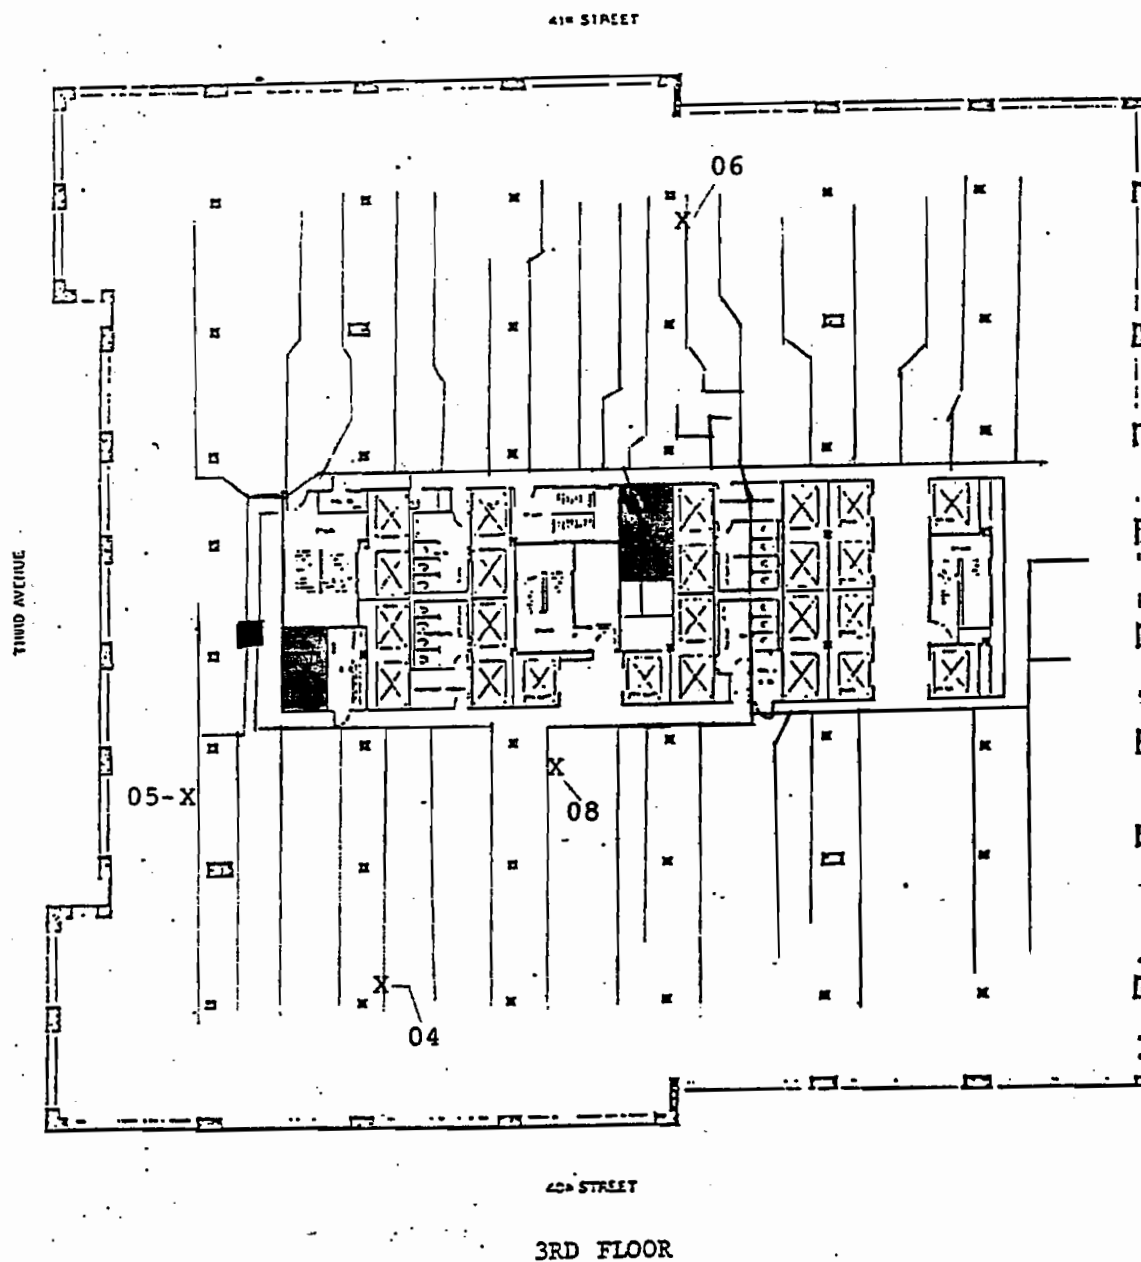 41st STREET
06
THIRD AVENUE
05-X
X
08
X
04
40th STREET
3RD FLOOR